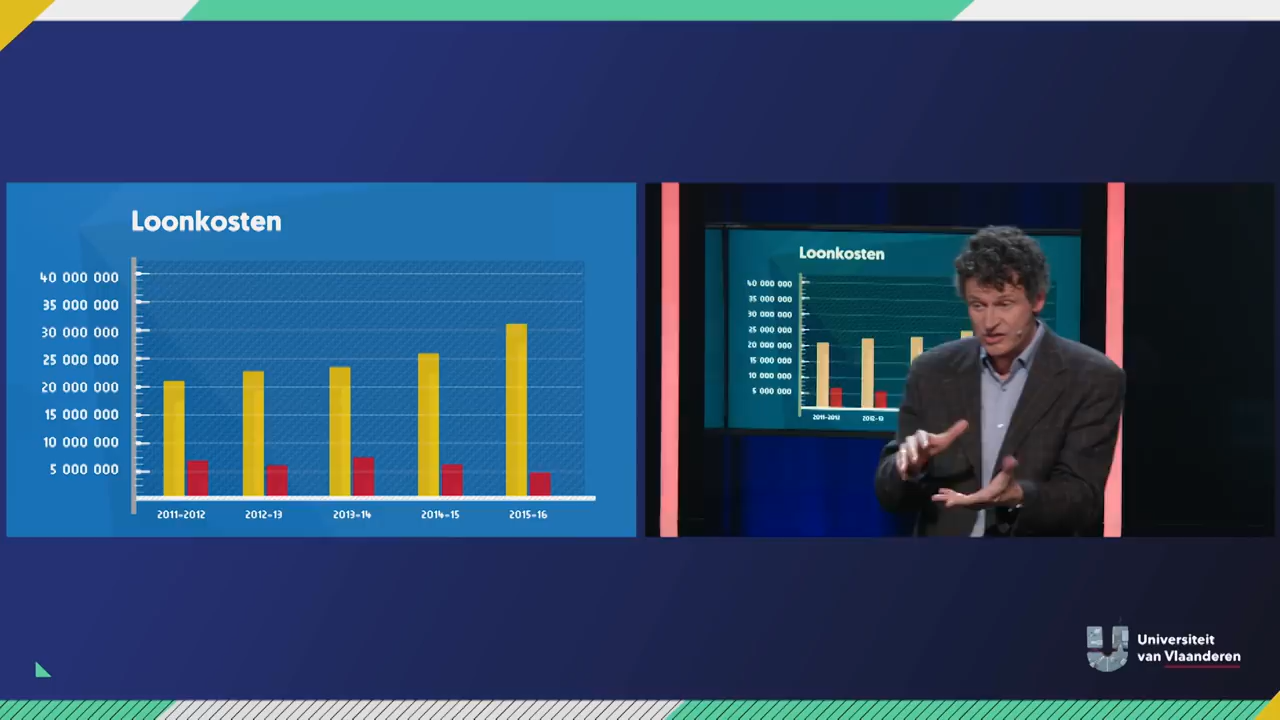 Loonkosten
40 000 000
35 000 000
30 000 000
25 000 000
20 000 000
15 000 000
10 000 000
5 000 000
2011-2012 2012-13 2013-14 2014-15 2015-16
Loonkosten
40 000 000
35 000 000
30 000 000
25 000 000
20 000 000
15 000 000
10 000 000
5 000 000
2011-2012 2012-13
Universiteit
van Vlaanderen